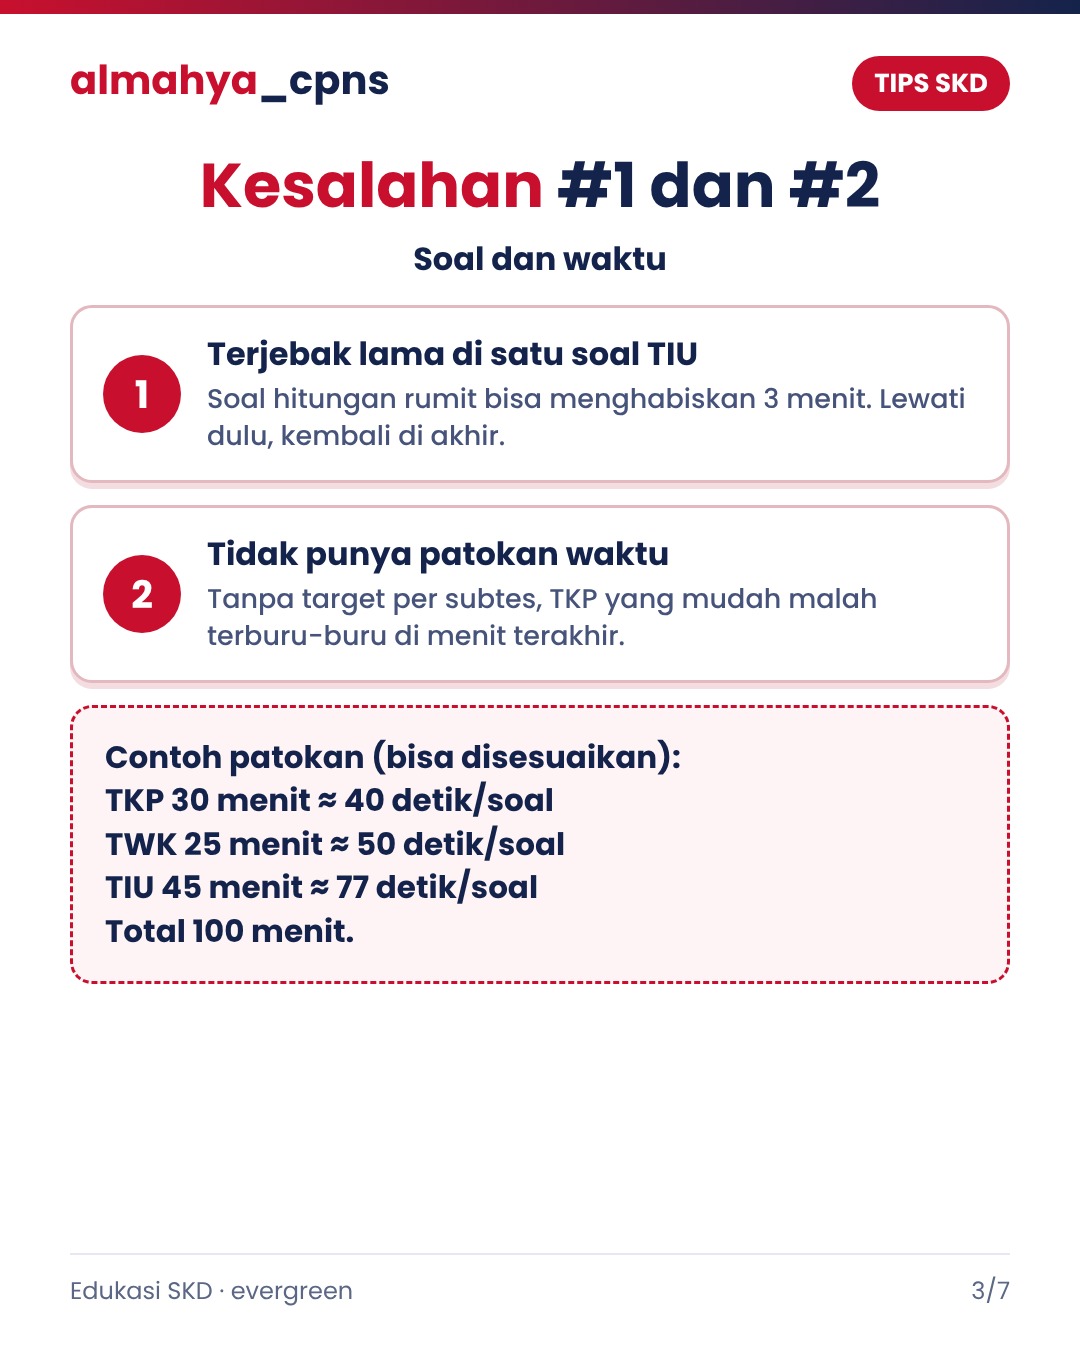 almahya_cpns
TIPS SKD
Kesalahan #1 dan #2
Soal dan waktu
1
Terjebak lama di satu soal TIU
Soal hitungan rumit bisa menghabiskan 3 menit. Lewati
dulu, kembali di akhir.
2
Tidak punya patokan waktu
Tanpa target per subtes, TKP yang mudah malah
terburu-buru di menit terakhir.
Contoh patokan (bisa disesuaikan):
TKP 30 menit ≈ 40 detik/soal
TWK 25 menit ≈ 50 detik/soal
TIU 45 menit ≈ 77 detik/soal
Total 100 menit.
Edukasi SKD · evergreen
3/7